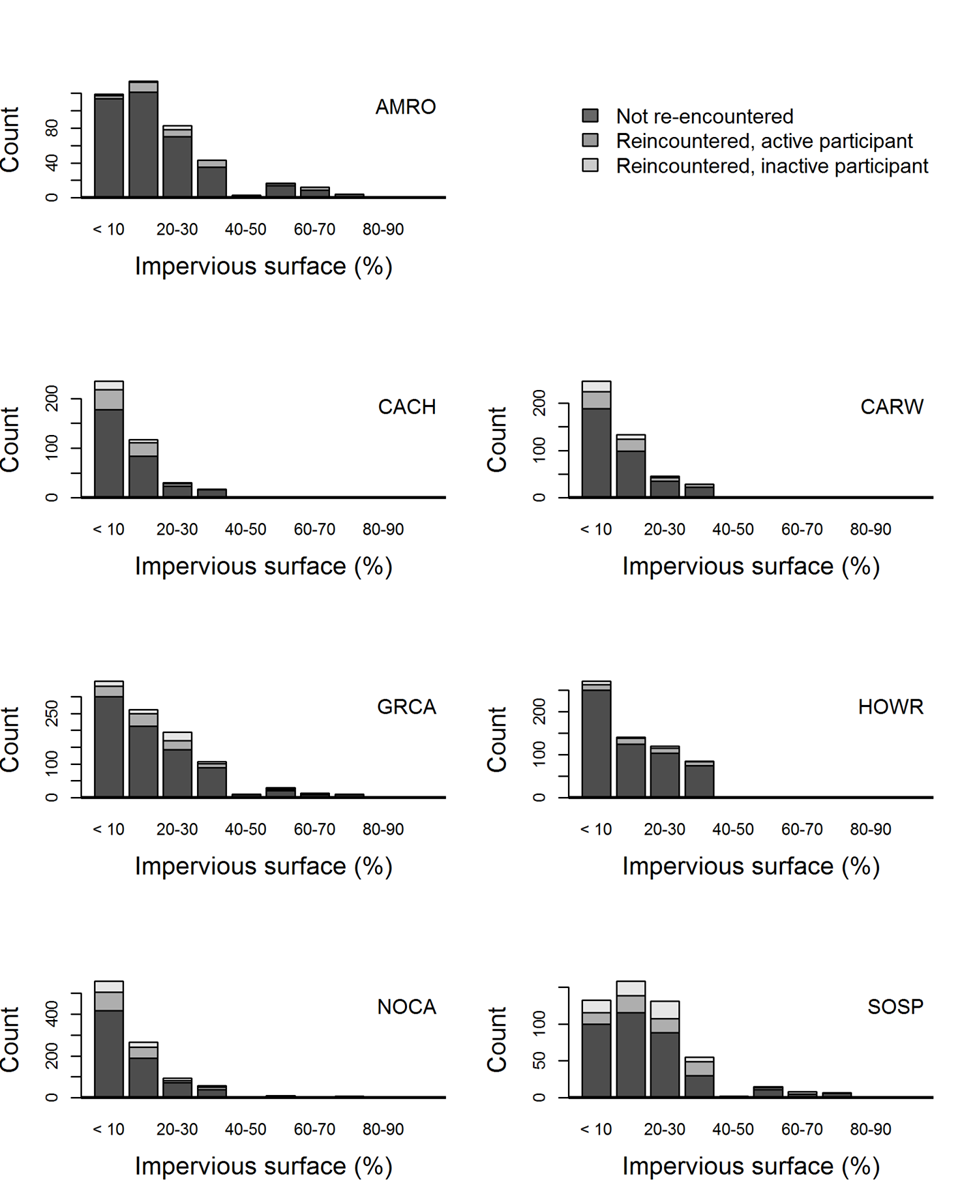 AMRO
Count
0 40 80
< 10 20-30 40-50 60-70 80-90
Impervious surface (%)
Not re-encountered
Reincountered, active participant
Reincountered, inactive participant
CACH
Count
0 100 200
< 10 20-30 40-50 60-70 80-90
Impervious surface (%)
CARW
Count
0 100 200
< 10 20-30 40-50 60-70 80-90
Impervious surface (%)
GRCA
Count
0 100 250
< 10 20-30 40-50 60-70 80-90
Impervious surface (%)
HOWR
Count
0 100 200
< 10 20-30 40-50 60-70 80-90
Impervious surface (%)
NOCA
Count
0 200 400
< 10 20-30 40-50 60-70 80-90
Impervious surface (%)
SOSP
Count
0 50 100
< 10 20-30 40-50 60-70 80-90
Impervious surface (%)